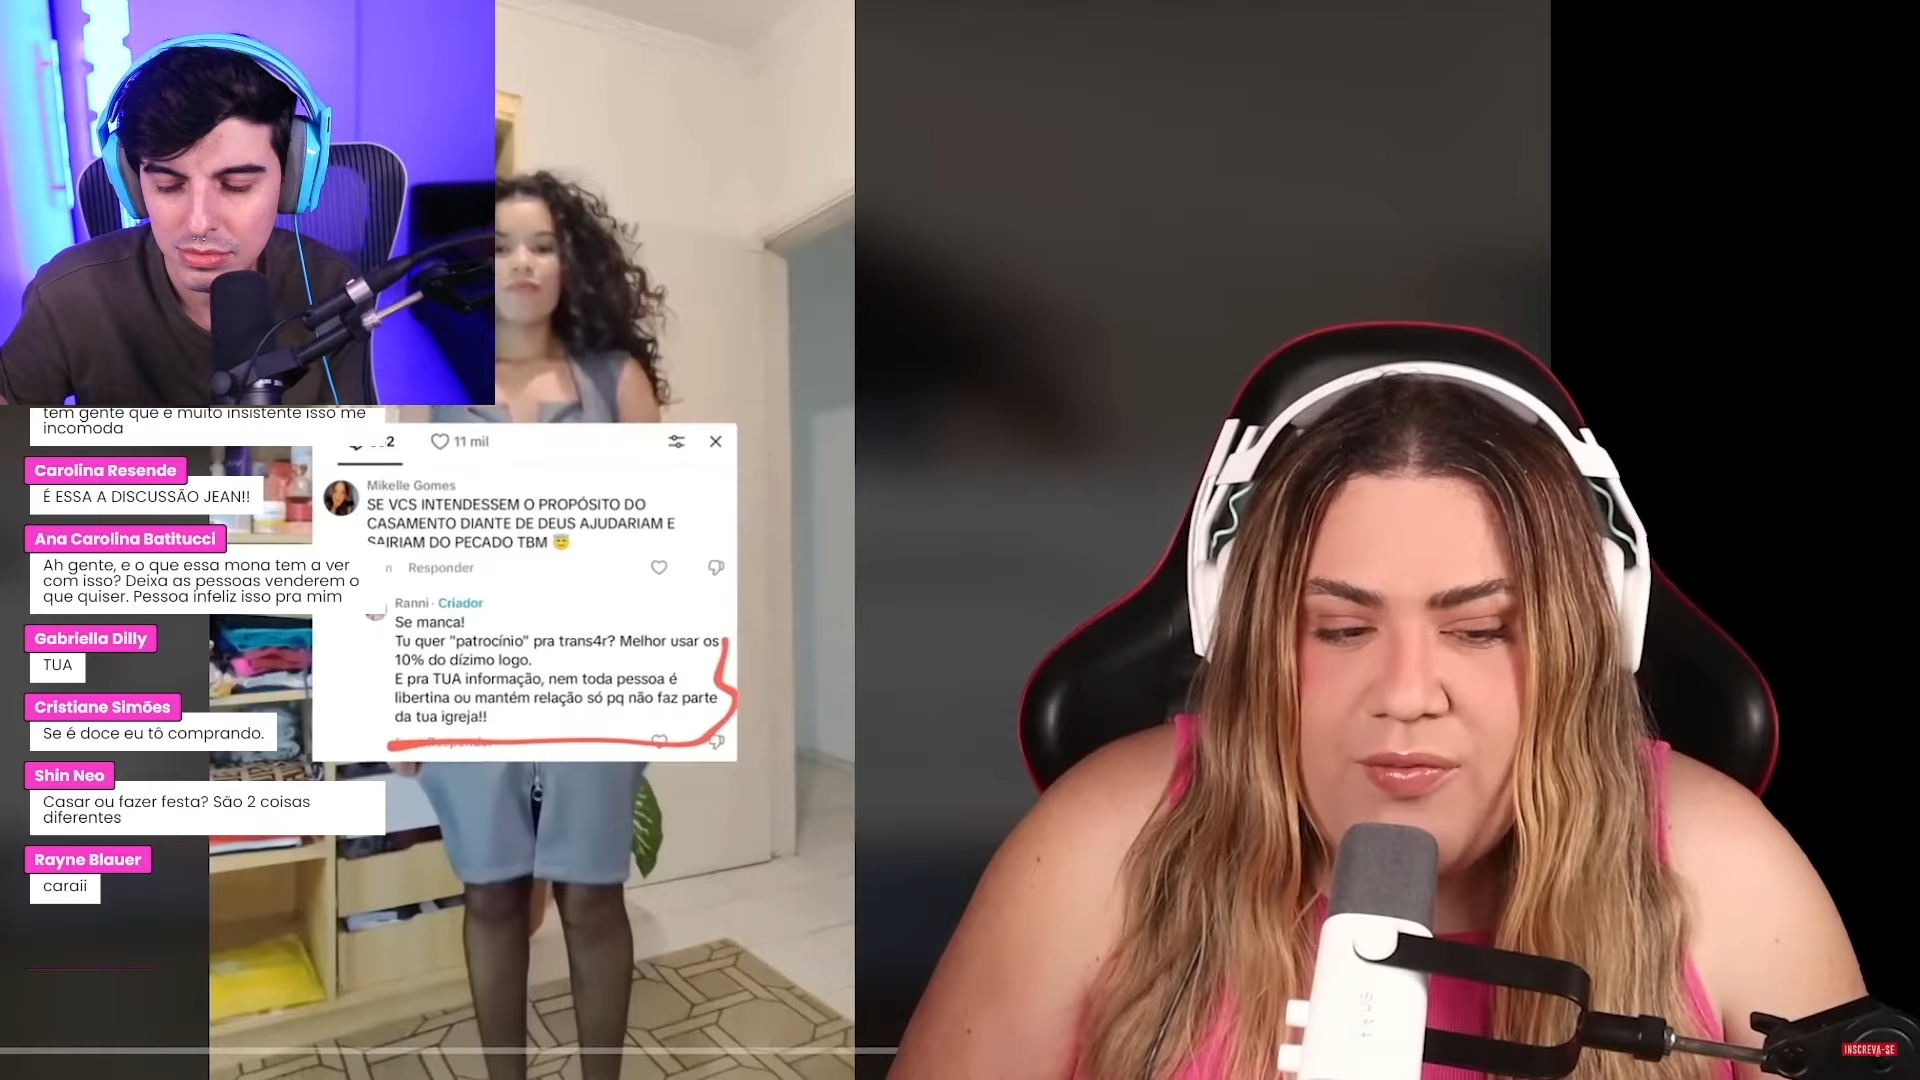 tem gente que é muito insistente isso me
incomoda
Carolina Resende
É ESSA A DISCUSSÃO JEAN!!
Ana Carolina Batitucci
Ah gente, e o que essa mona tem a ver
com isso? Deixa as pessoas venderem o
que quiser. Pessoa infeliz isso pra mim
Gabriella Dilly
TUA
Cristiane Simões
Se é doce eu tô comprando.
Shin Neo
Casar ou fazer festa? São 2 coisas
diferentes
Rayne Blauer
caraii
11 mil
Mikelle Gomes
SE VCS INTENDESSEM O PROPÓSITO DO
CASAMENTO DIANTE DE DEUS AJUDARIAM E
SAIRIAM DO PECADO TBM 😇
Responder
Ranni · Criador
Se manca!
Tu quer "patrocínio" pra trans4r? Melhor usar os
10% do dízimo logo.
E pra TUA informação, nem toda pessoa é
libertina ou mantém relação só pq não faz parte
da tua igreja!!
Responder
INSCREVA-SE